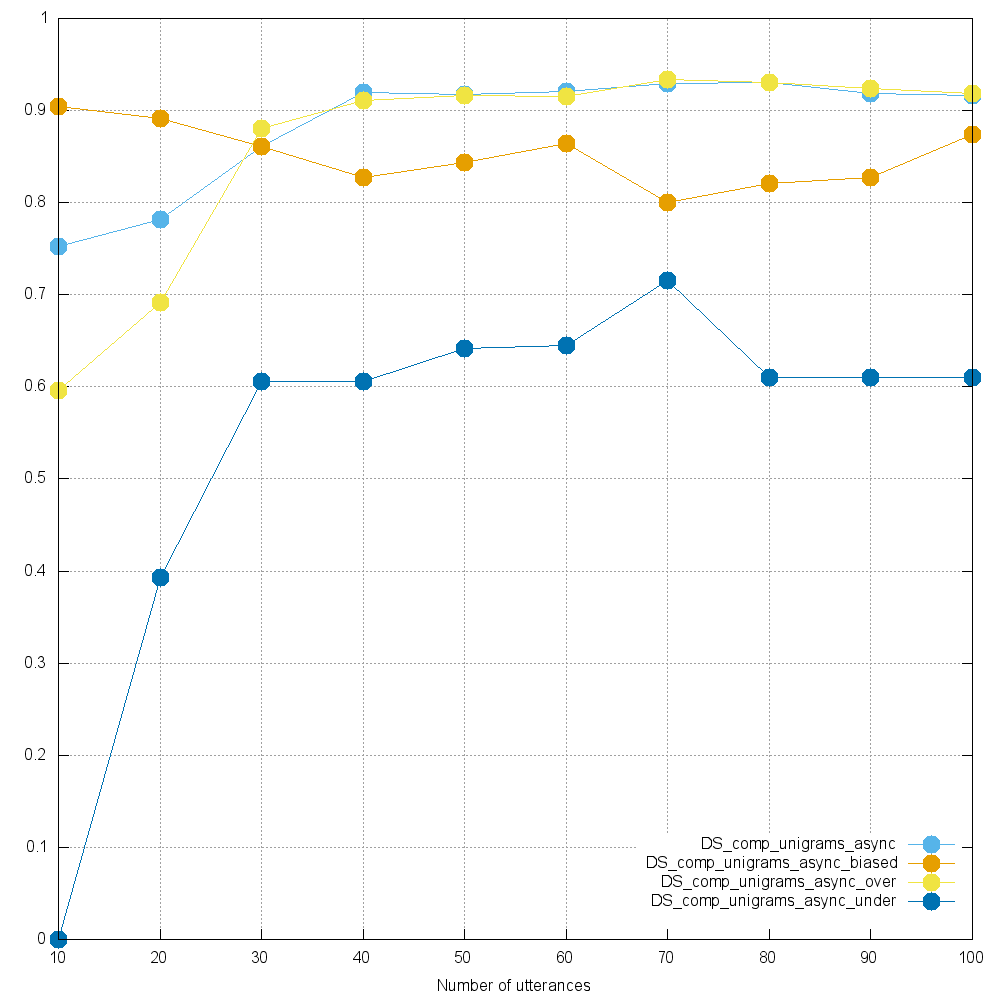 1
0.9
0.8
0.7
0.6
0.5
0.4
0.3
0.2
0.1
0
DS_comp_unigrams_async
DS_comp_unigrams_async_biased
DS_comp_unigrams_async_over
DS_comp_unigrams_async_under
10 20 30 40 50 60 70 80 90 100
Number of utterances